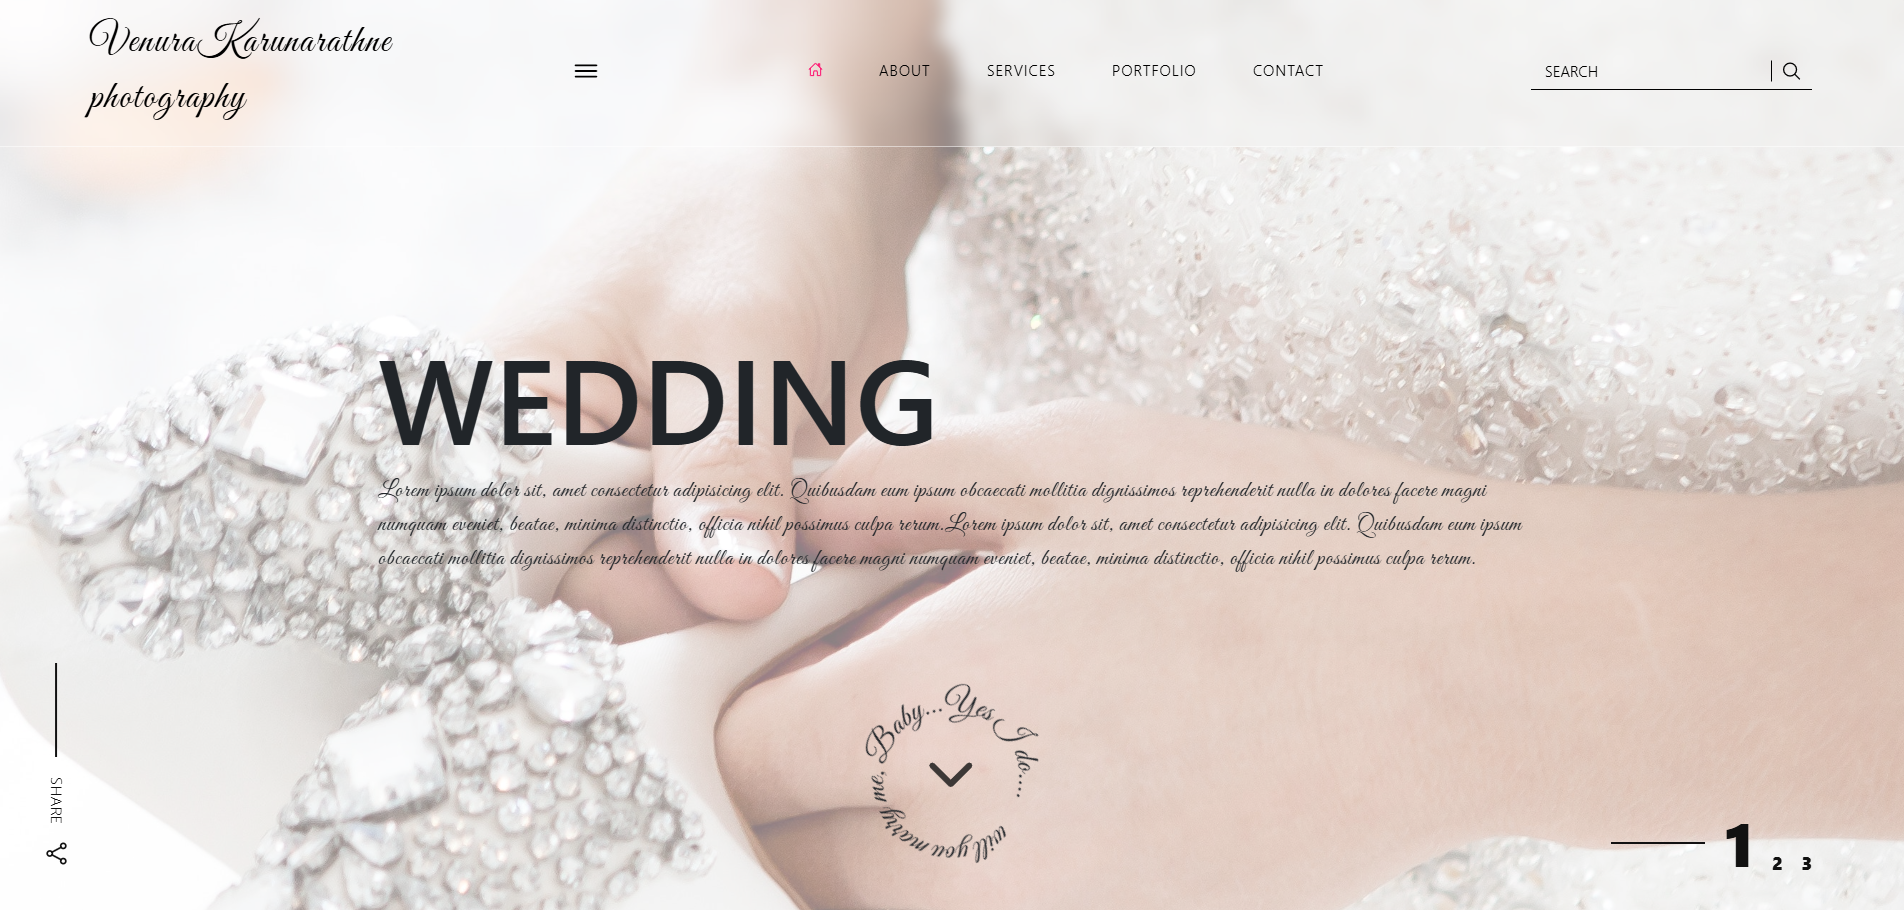 Venura Karunarathne
photography
ABOUT
SERVICES
PORTFOLIO
CONTACT
SEARCH
WEDDING
Lorem ipsum dolor sit, amet consectetur adipisicing elit. Quibusdam eum ipsum obcaecati mollitia dignissimos reprehenderit nulla in dolores facere magni
numquam eveniet, beatae, minima distinctio, officia nihil possimus culpa rerum.Lorem ipsum dolor sit, amet consectetur adipisicing elit. Quibusdam eum ipsum
obcaecati mollitia dignissimos reprehenderit nulla in dolores facere magni numquam eveniet, beatae, minima distinctio, officia nihil possimus culpa rerum.
will you marry me, Baby...Yes I do....
SHARE
1 2 3